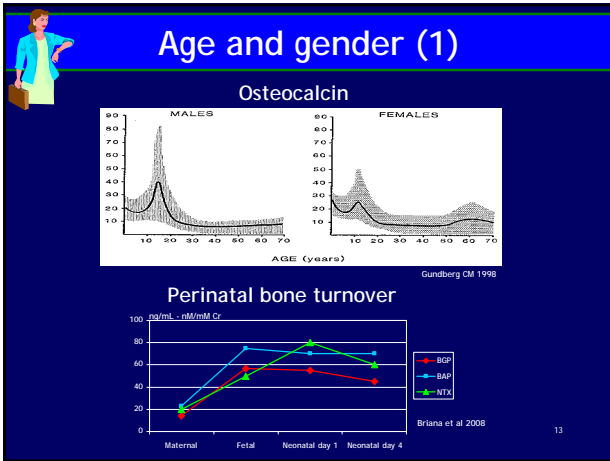 Age and gender (1)
Osteocalcin
MALES
FEMALES
90
80
70
60
50
40
30
20
10
10 20 30 40 50 60 70
90
80
70
60
50
40
30
20
10
10 20 30 40 50 60 70
AGE (years)
Gundberg CM 1998
Perinatal bone turnover
ng/mL - nM/mM Cr
100
80
60
40
20
0
Maternal Fetal Neonatal day 1 Neonatal day 4
BGP
BAP
NTX
Briana et al 2008
13